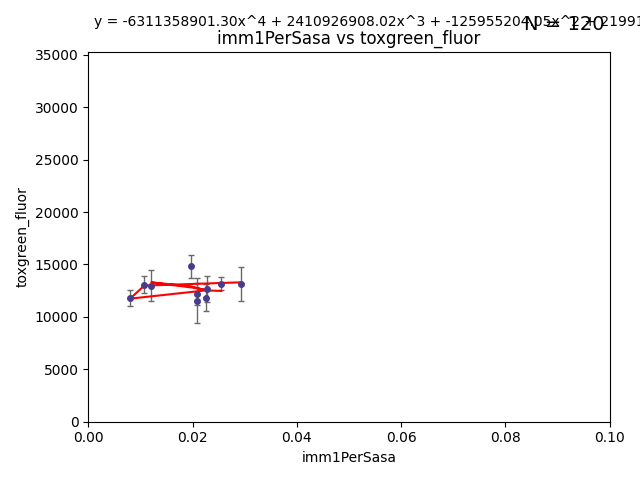 y = -6311358901.30x^4 + 2410926908.02x^3 + -125955204.05x^2 + 21991
N = 120
imm1PerSasa vs toxgreen_fluor
35000
30000
25000
20000
15000
10000
5000
0
toxgreen_fluor
0.00 0.02 0.04 0.06 0.08 0.10
imm1PerSasa